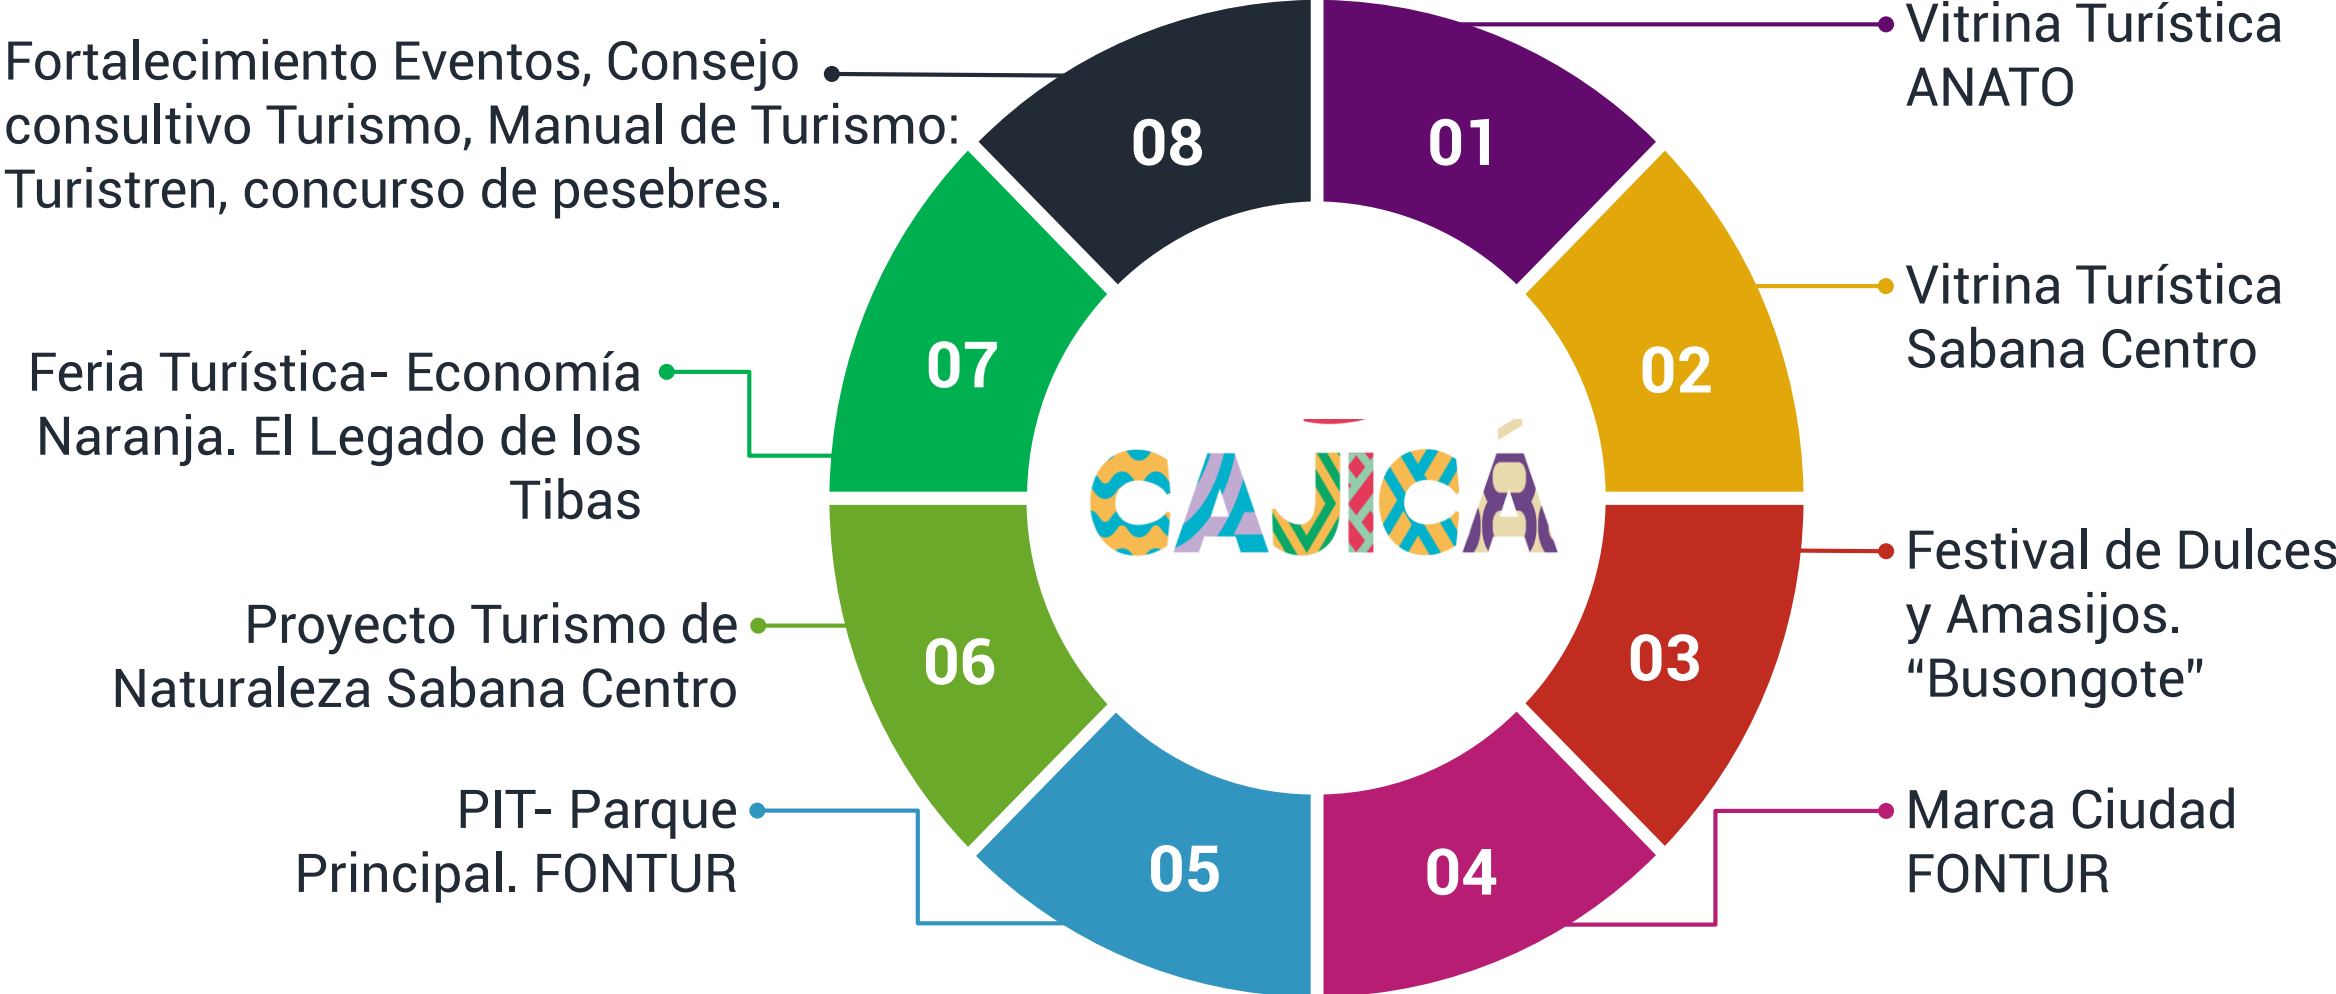 Vitrina Turística
ANATO
01
Vitrina Turística
Sabana Centro
02
Festival de Dulces
y Amasijos.
“Busongote”
03
Marca Ciudad
FONTUR
04
PIT- Parque
Principal. FONTUR
05
Proyecto Turismo de
Naturaleza Sabana Centro
06
Feria Turística- Economía
Naranja. El Legado de los
Tibas
07
Fortalecimiento Eventos, Consejo
consultivo Turismo, Manual de Turismo:
Turistren, concurso de pesebres.
08
CAJICÁ